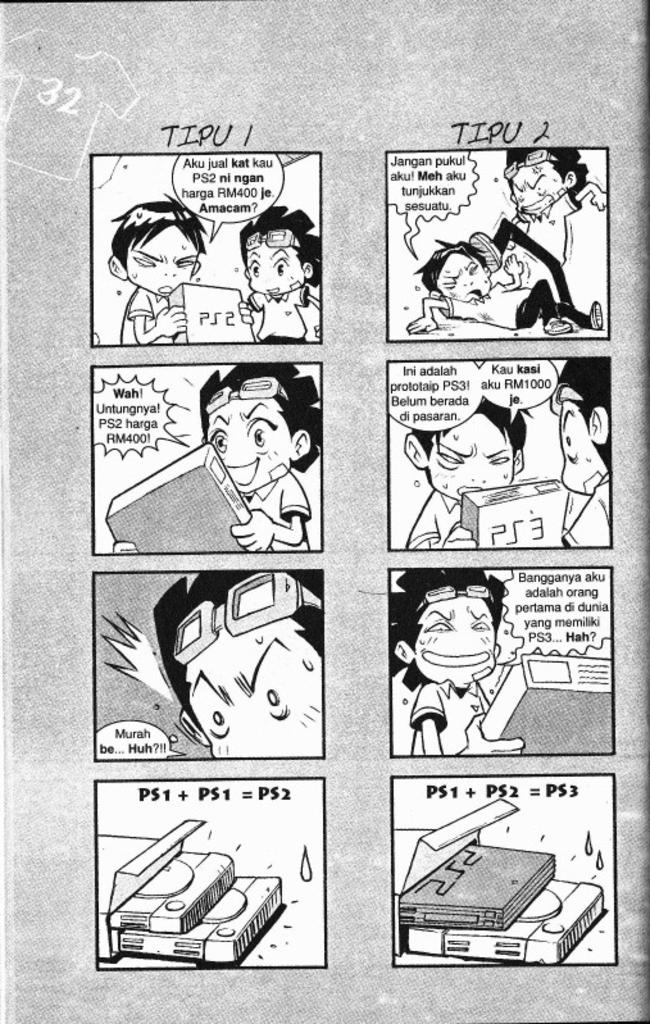 32
TIPU 1
Aku jual kat kau
PS2 ni ngan
harga RM400 je.
Amacam?
PS2
Wah!
Untungnya!
PS2 harga
RM400!
Murah
be... Huh?!!
PS1 + PS1 = PS2
TIPU 2
Jangan pukul
aku! Meh aku
tunjukkan
sesuatu.
Ini adalah
prototaip PS3!
Belum berada
di pasaran.
Kau kasi
aku RM1000
je.
PS3
Bangganya aku
adalah orang
pertama di dunia
yang memiliki
PS3... Hah?
PS1 + PS2 = PS3